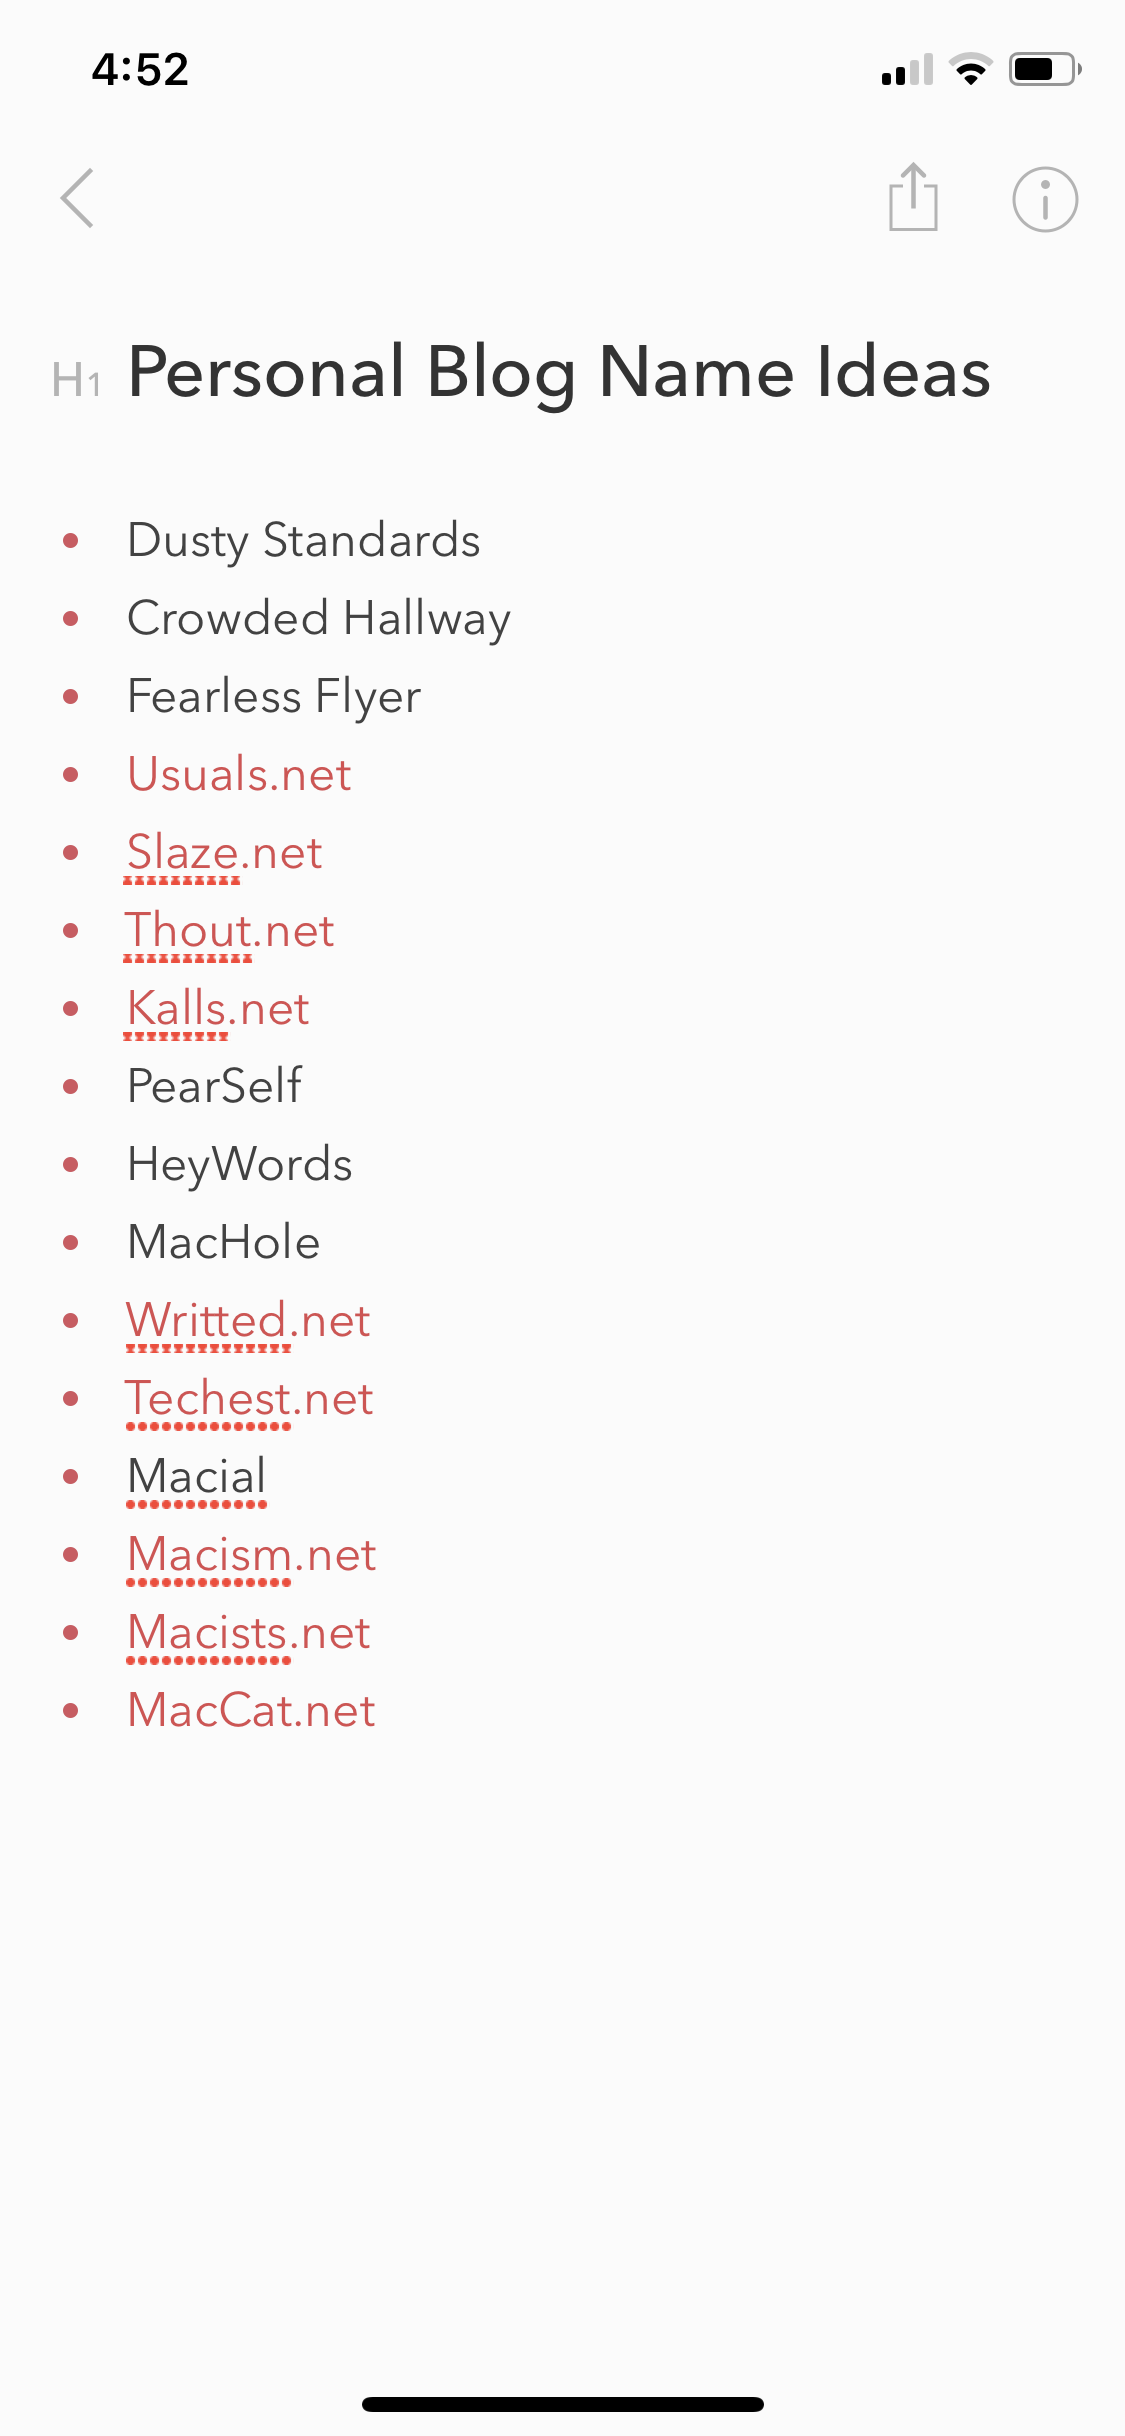 4:52
H1 Personal Blog Name Ideas
• Dusty Standards
• Crowded Hallway
• Fearless Flyer
• Usuals.net
• Slaze.net
• Thout.net
• Kalls.net
• PearSelf
• HeyWords
• MacHole
• Writted.net
• Techest.net
• Macial
• Macism.net
• Macists.net
• MacCat.net